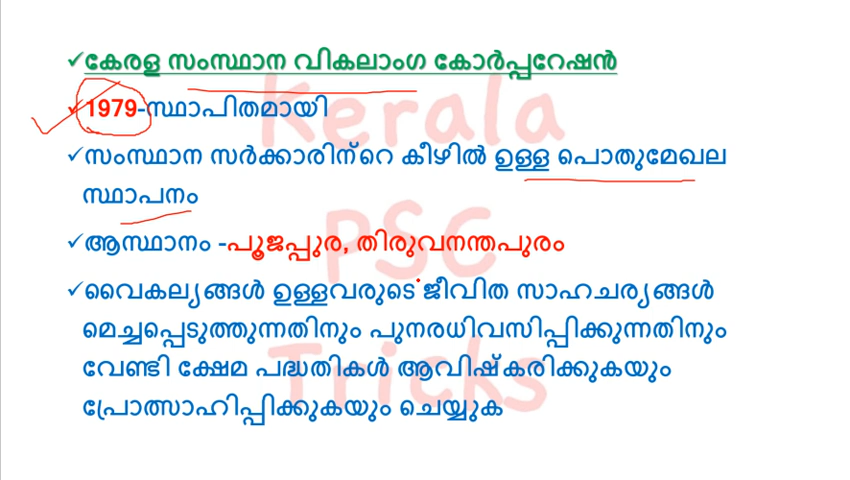 ✓കേരള സംസ്ഥാന വികലാംഗ കോർപ്പറേഷൻ
✓1979-സ്ഥാപിതമായി
✓സംസ്ഥാന സർക്കാരിന്റെ കീഴിൽ ഉള്ള പൊതുമേഖല
സ്ഥാപനം
✓ആസ്ഥാനം -പൂജപ്പുര, തിരുവനന്തപുരം
✓വൈകല്യങ്ങൾ ഉള്ളവരുടെ ജീവിത സാഹചര്യങ്ങൾ
മെച്ചപ്പെടുത്തുന്നതിനും പുനരധിവസിപ്പിക്കുന്നതിനും
വേണ്ടി ക്ഷേമ പദ്ധതികൾ ആവിഷ്കരിക്കുകയും
പ്രോത്സാഹിപ്പിക്കുകയും ചെയ്യുക
Kerala
PSC
Tricks